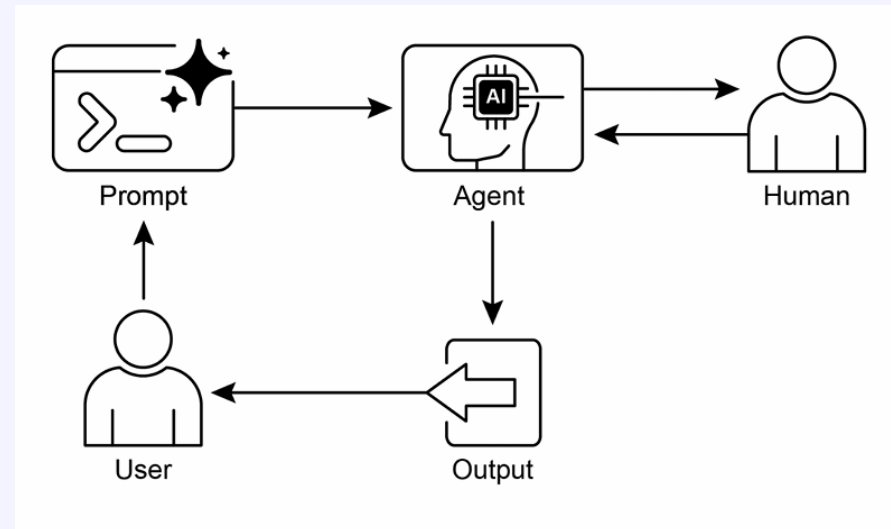 AI
Prompt
Agent
Human
User
Output